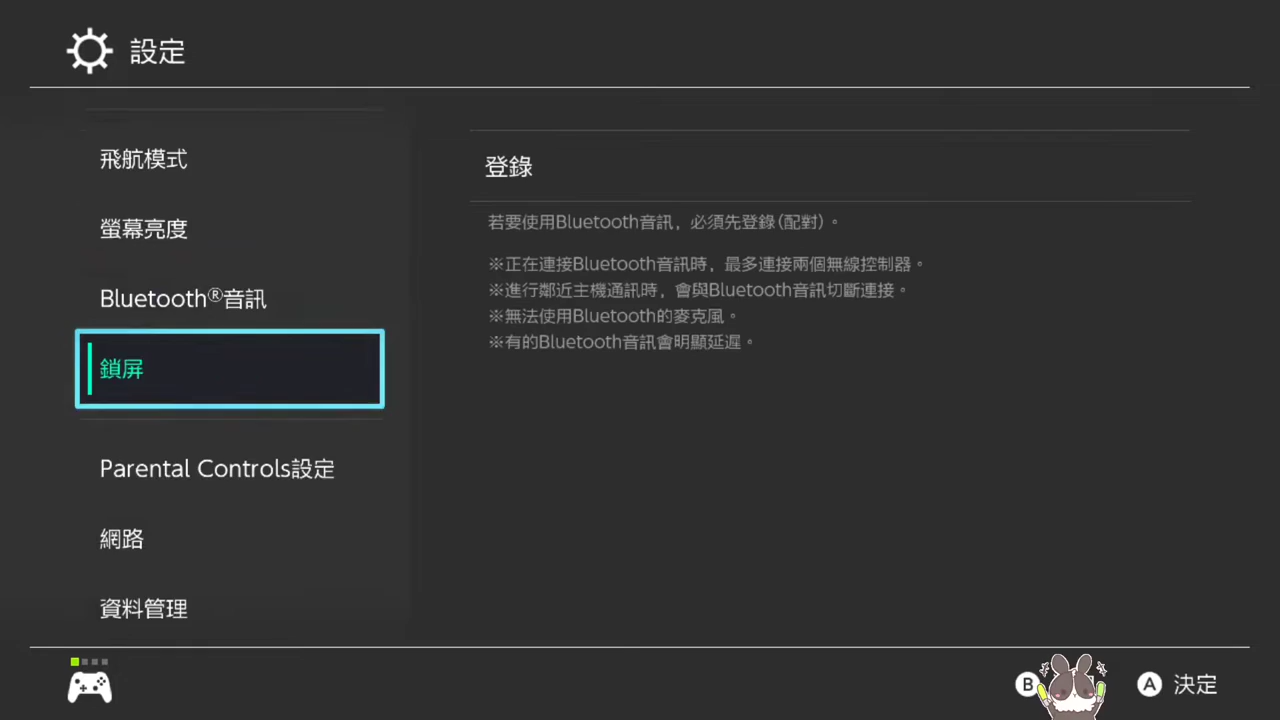 設定
飛航模式
螢幕亮度
Bluetooth®音訊
鎖屏
Parental Controls設定
網路
資料管理
登錄
若要使用Bluetooth音訊，必須先登錄(配對)。
※正在連接Bluetooth音訊時，最多連接兩個無線控制器。
※進行鄰近主機通訊時，會與Bluetooth音訊切斷連接。
※無法使用Bluetooth的麥克風。
※有的Bluetooth音訊會明顯延遲。
B
A 決定